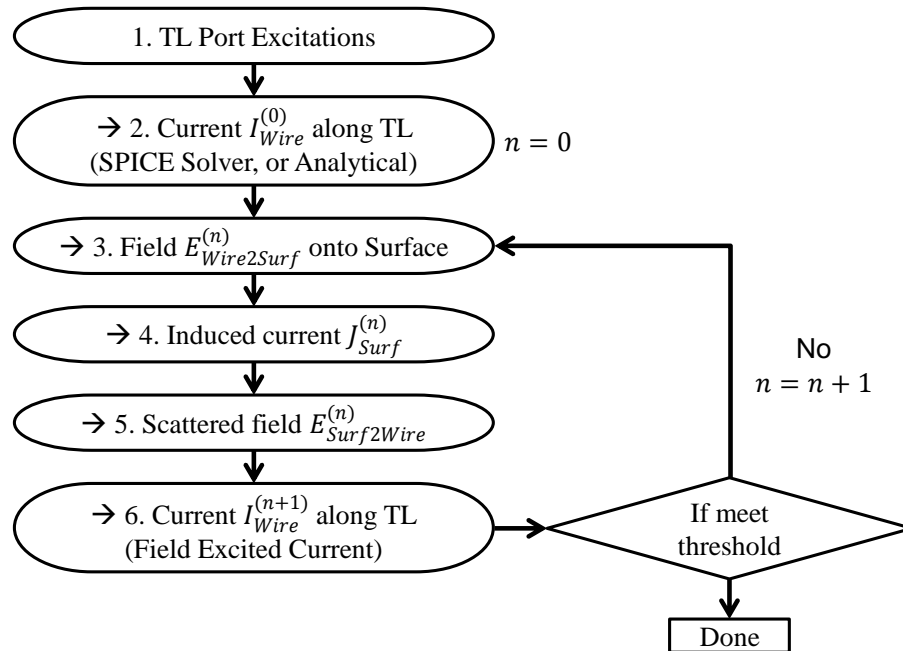 1. TL Port Excitations
→ 2. Current $I_{Wire}^{(0)}$ along TL
(SPICE Solver, or Analytical)
$n = 0$
→ 3. Field $E_{Wire2Surf}^{(n)}$ onto Surface
→ 4. Induced current $J_{Surf}^{(n)}$
No
$n = n + 1$
→ 5. Scattered field $E_{Surf2Wire}^{(n)}$
→ 6. Current $I_{Wire}^{(n+1)}$ along TL
(Field Excited Current)
If meet
threshold
Done